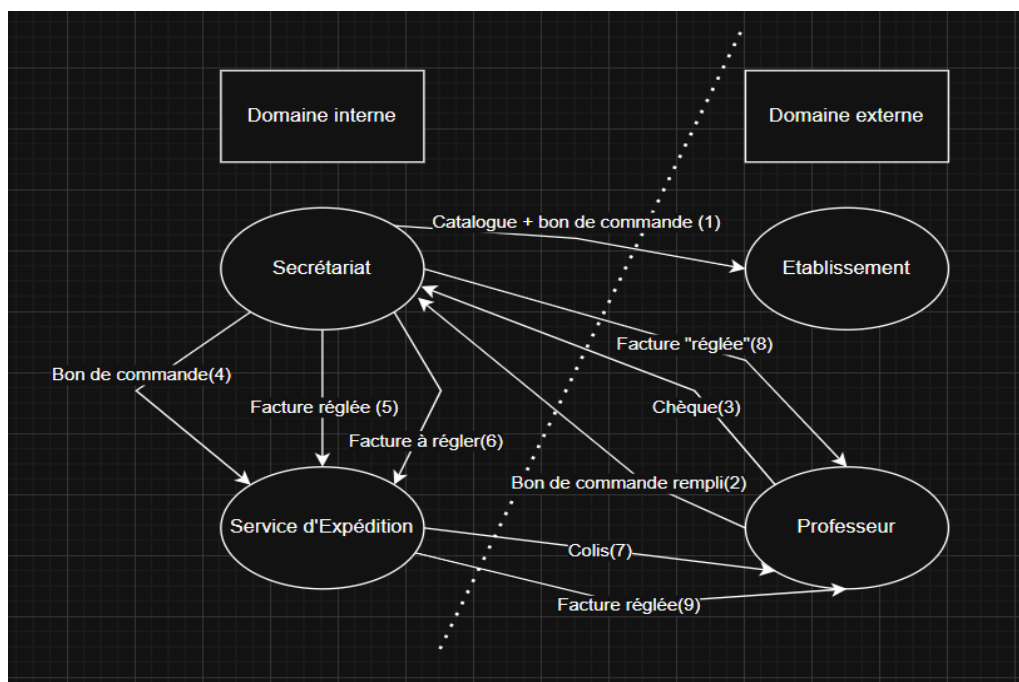 Domaine interne
Domaine externe
Catalogue + bon de commande (1)
Secrétariat
Etablissement
Facture "réglée"(8)
Bon de commande(4)
Facture réglée (5)
Chèque(3)
Facture à régler(6)
Bon de commande rempli(2)
Service d'Expédition
Professeur
Colis(7)
Facture réglée(9)